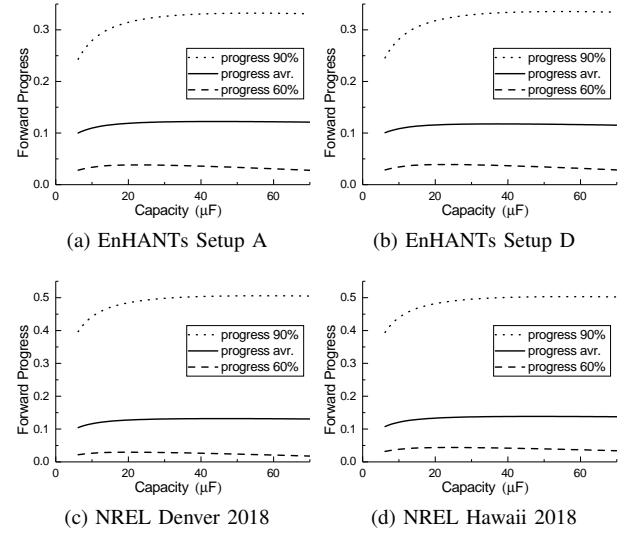 0.3
0.2
0.1
0.0
Forward Progress
progress 90%
progress avr.
progress 60%
20 40 60
Capacity (μF)
(a) EnHANTs Setup A
0.3
0.2
0.1
0.0
Forward Progress
progress 90%
progress avr.
progress 60%
20 40 60
Capacity (μF)
(b) EnHANTs Setup D
0.5
0.4
0.3
0.2
0.1
0.0
Forward Progress
progress 90%
progress avr.
progress 60%
0 20 40 60
Capacity (μF)
(c) NREL Denver 2018
0.5
0.4
0.3
0.2
0.1
0.0
Forward Progress
progress 90%
progress avr.
progress 60%
0 20 40 60
Capacity (μF)
(d) NREL Hawaii 2018